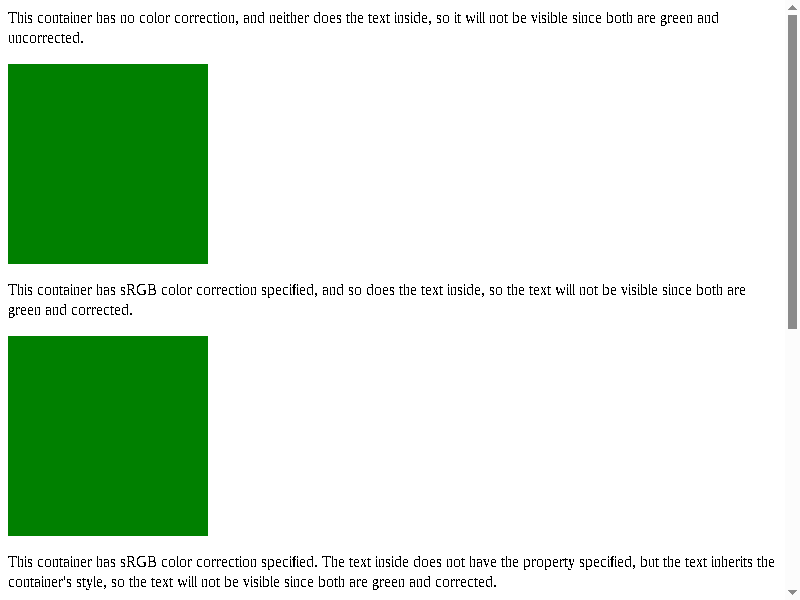 This container has no color correction, and neither does the text inside, so it will not be visible since both are green and
uncorrected.
This container has sRGB color correction specified, and so does the text inside, so the text will not be visible since both are
green and corrected.
This container has sRGB color correction specified. The text inside does not have the property specified, but the text inherits the
container's style, so the text will not be visible since both are green and corrected.